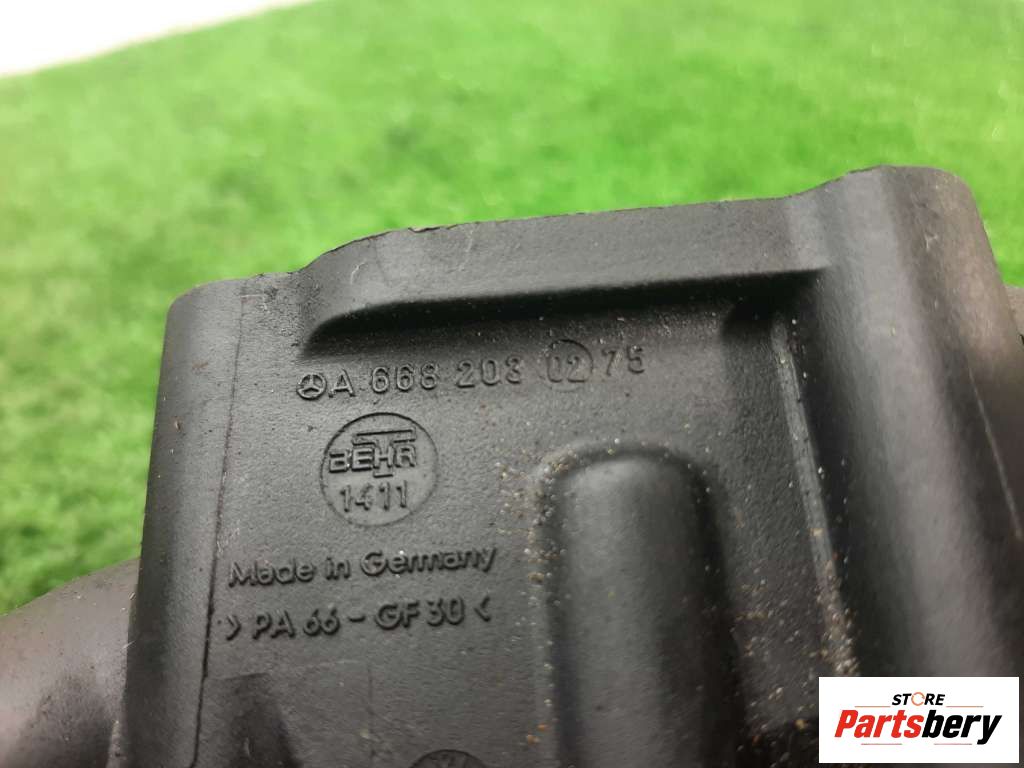 A 668 203 02 75
BEHR
1411
Made in Germany
>PA 66-GF 30<
STORE
Partsbery